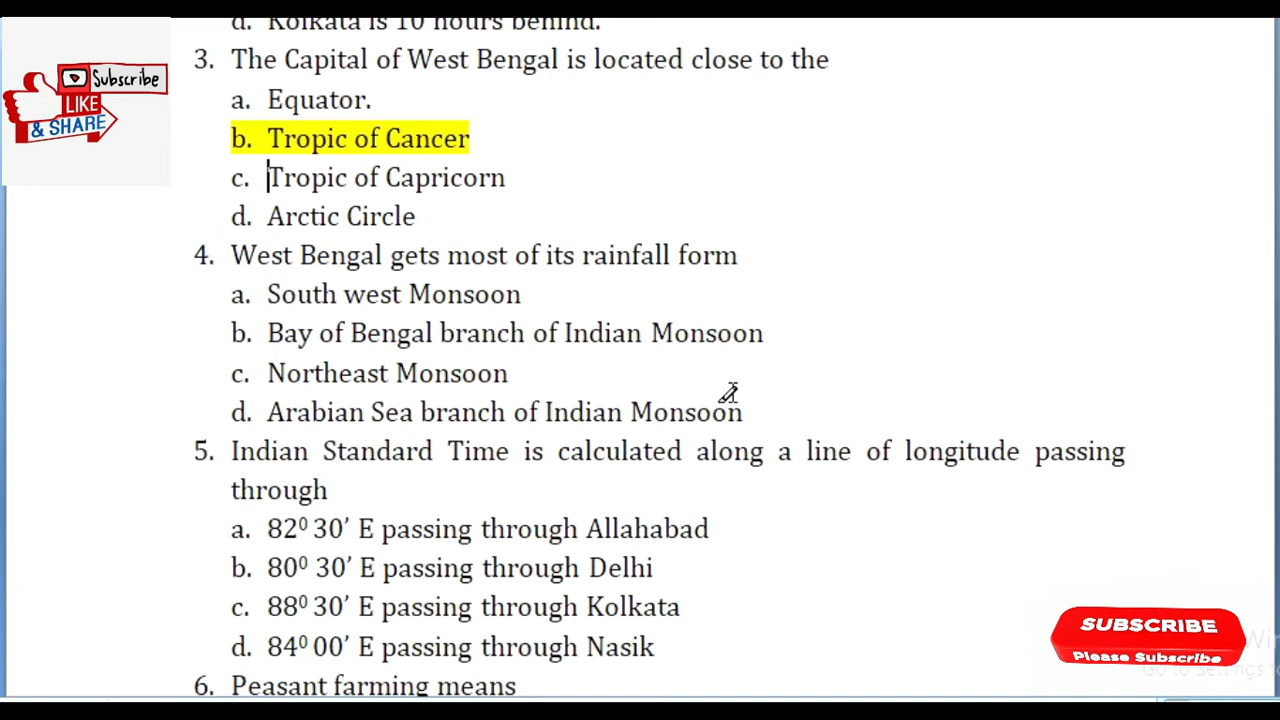 d. Kolkata is 10 hours behind.
Subscribe
LIKE
& SHARE
3. The Capital of West Bengal is located close to the
a. Equator.
b. Tropic of Cancer
c. Tropic of Capricorn
d. Arctic Circle
4. West Bengal gets most of its rainfall form
a. South west Monsoon
b. Bay of Bengal branch of Indian Monsoon
c. Northeast Monsoon
d. Arabian Sea branch of Indian Monsoon
5. Indian Standard Time is calculated along a line of longitude passing
through
a. 82⁰ 30’ E passing through Allahabad
b. 80⁰ 30’ E passing through Delhi
c. 88⁰ 30’ E passing through Kolkata
d. 84⁰ 00’ E passing through Nasik
SUBSCRIBE
Please Subscribe
6. Peasant farming means